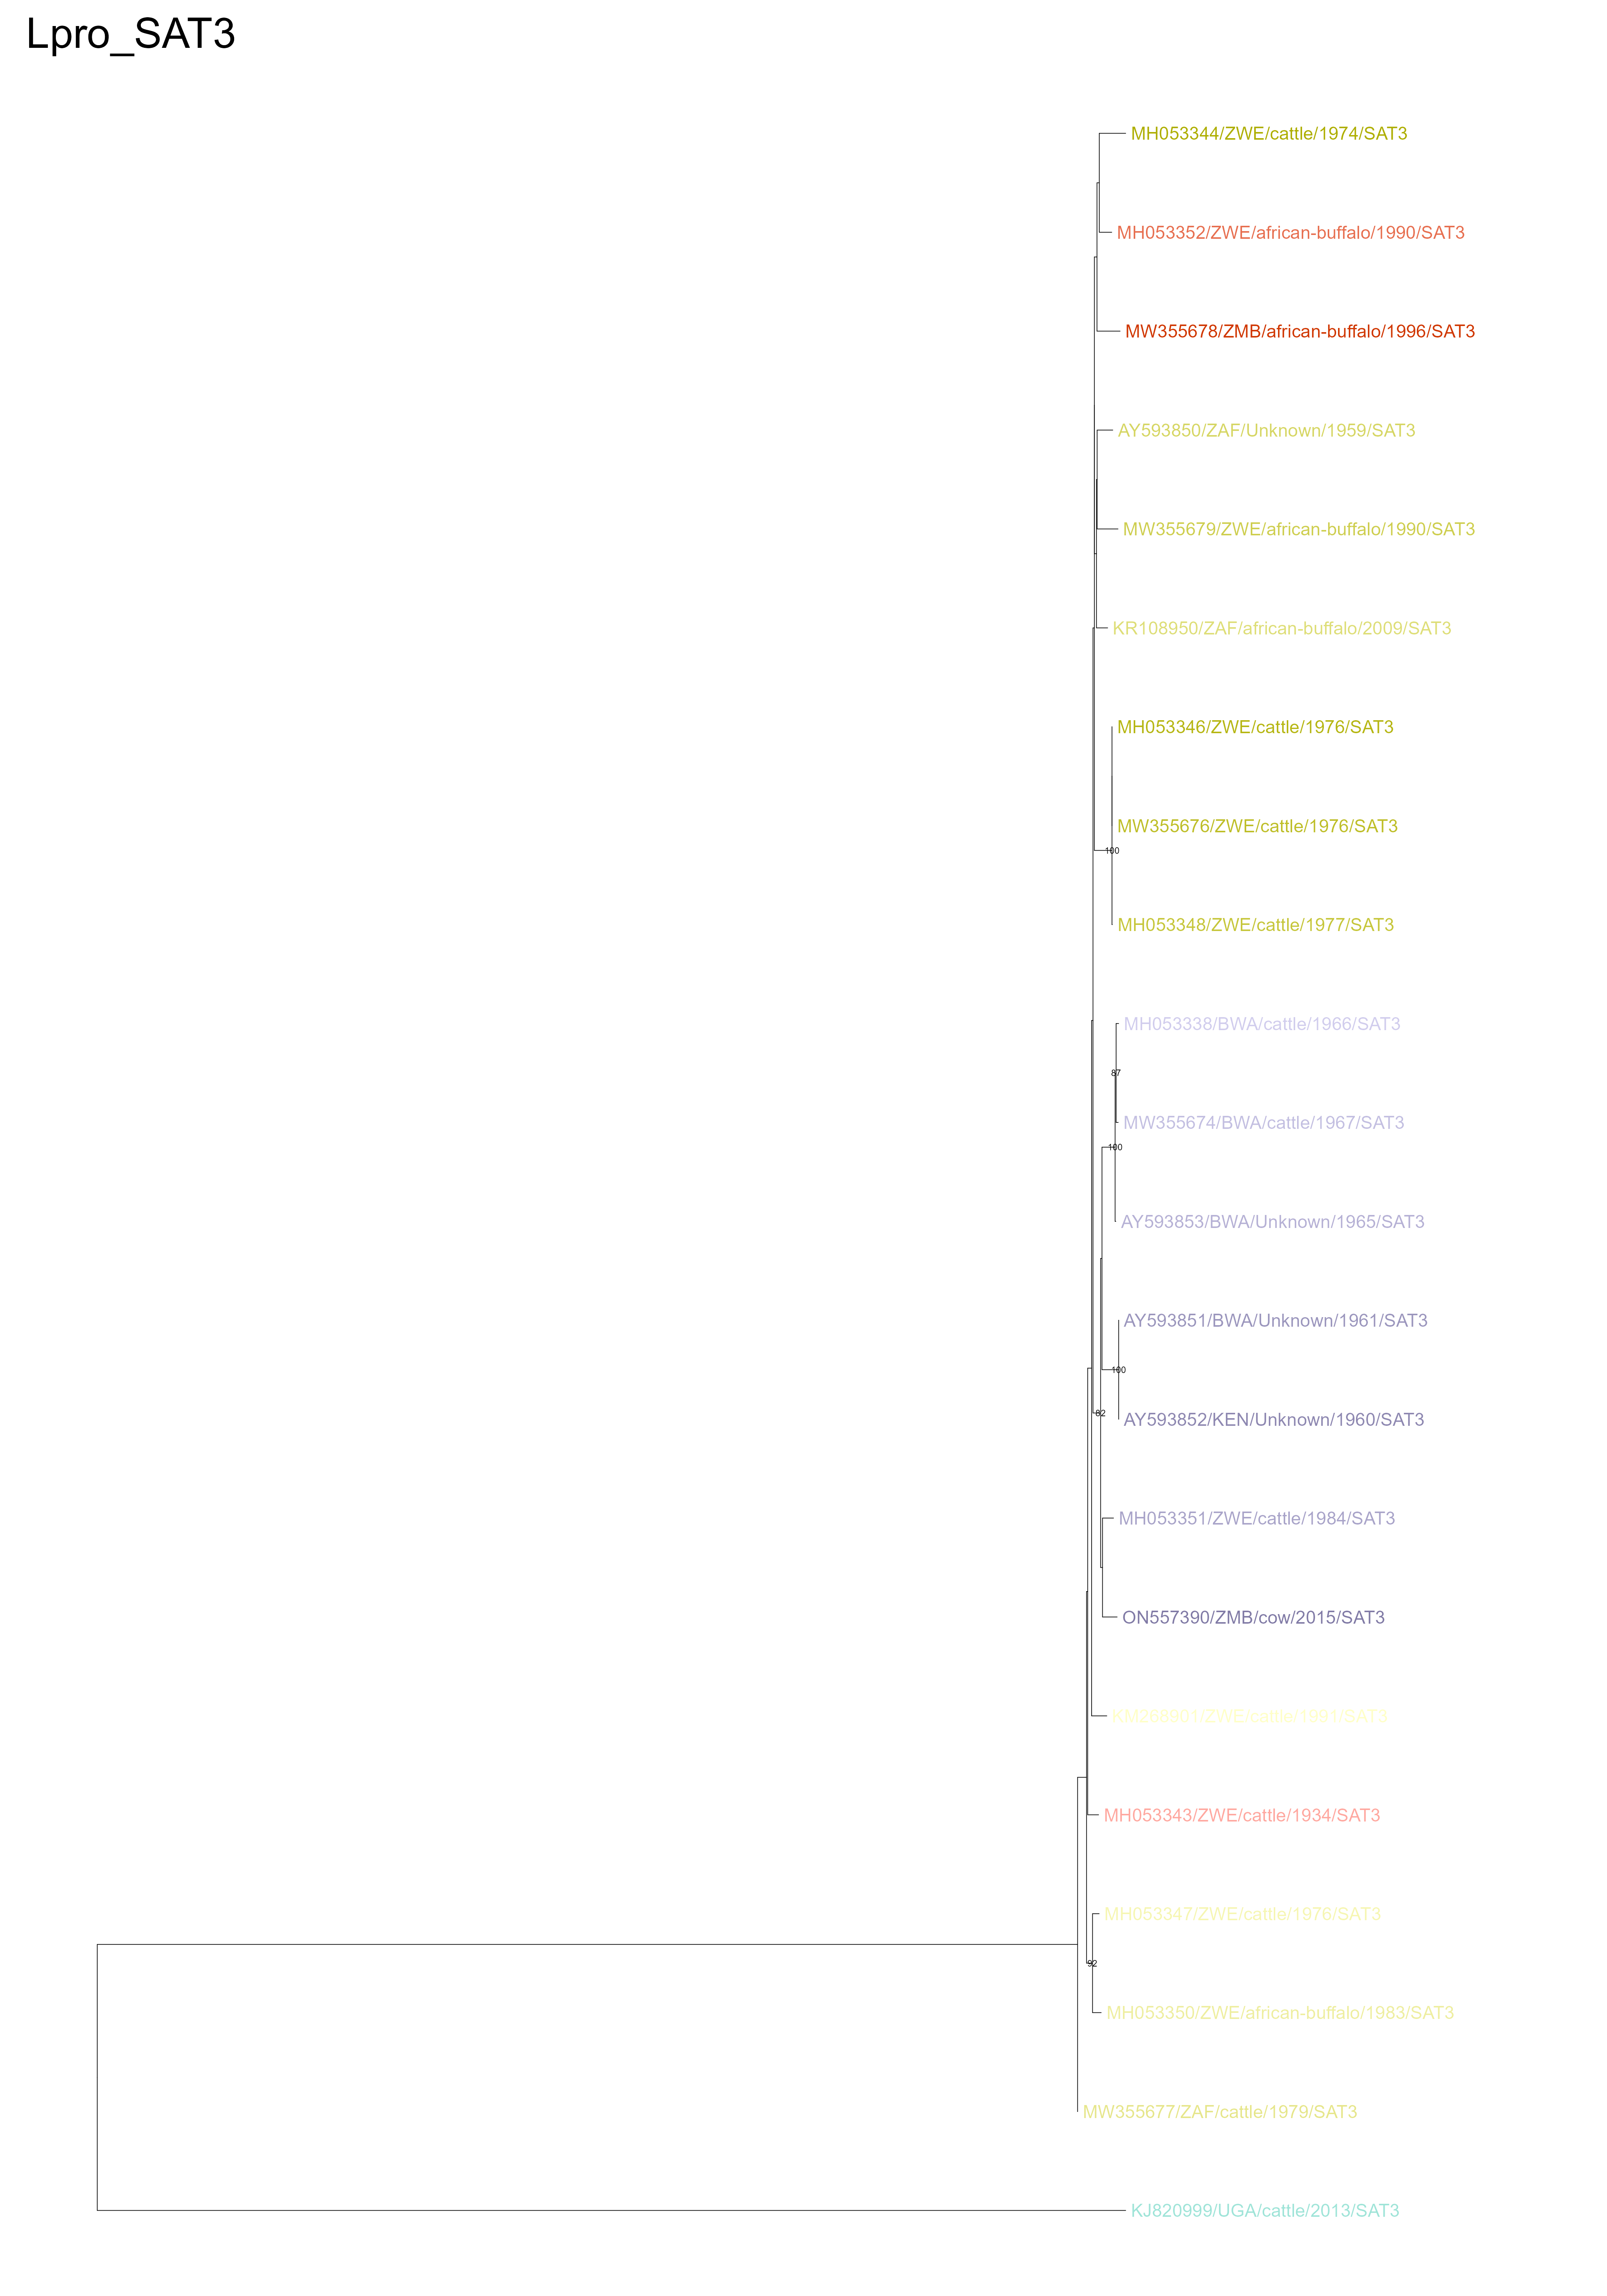 Lpro_SAT3
MH053344/ZWE/cattle/1974/SAT3
MH053352/ZWE/african-buffalo/1990/SAT3
MW355678/ZMB/african-buffalo/1996/SAT3
AY593850/ZAF/Unknown/1959/SAT3
MW355679/ZWE/african-buffalo/1990/SAT3
KR108950/ZAF/african-buffalo/2009/SAT3
MH053346/ZWE/cattle/1976/SAT3
MW355676/ZWE/cattle/1976/SAT3
100
MH053348/ZWE/cattle/1977/SAT3
MH053338/BWA/cattle/1966/SAT3
87
MW355674/BWA/cattle/1967/SAT3
100
AY593853/BWA/Unknown/1965/SAT3
AY593851/BWA/Unknown/1961/SAT3
100
82
AY593852/KEN/Unknown/1960/SAT3
MH053351/ZWE/cattle/1984/SAT3
ON557390/ZMB/cow/2015/SAT3
KM268901/ZWE/cattle/1991/SAT3
MH053343/ZWE/cattle/1934/SAT3
MH053347/ZWE/cattle/1976/SAT3
92
MH053350/ZWE/african-buffalo/1983/SAT3
MW355677/ZAF/cattle/1979/SAT3
KJ820999/UGA/cattle/2013/SAT3